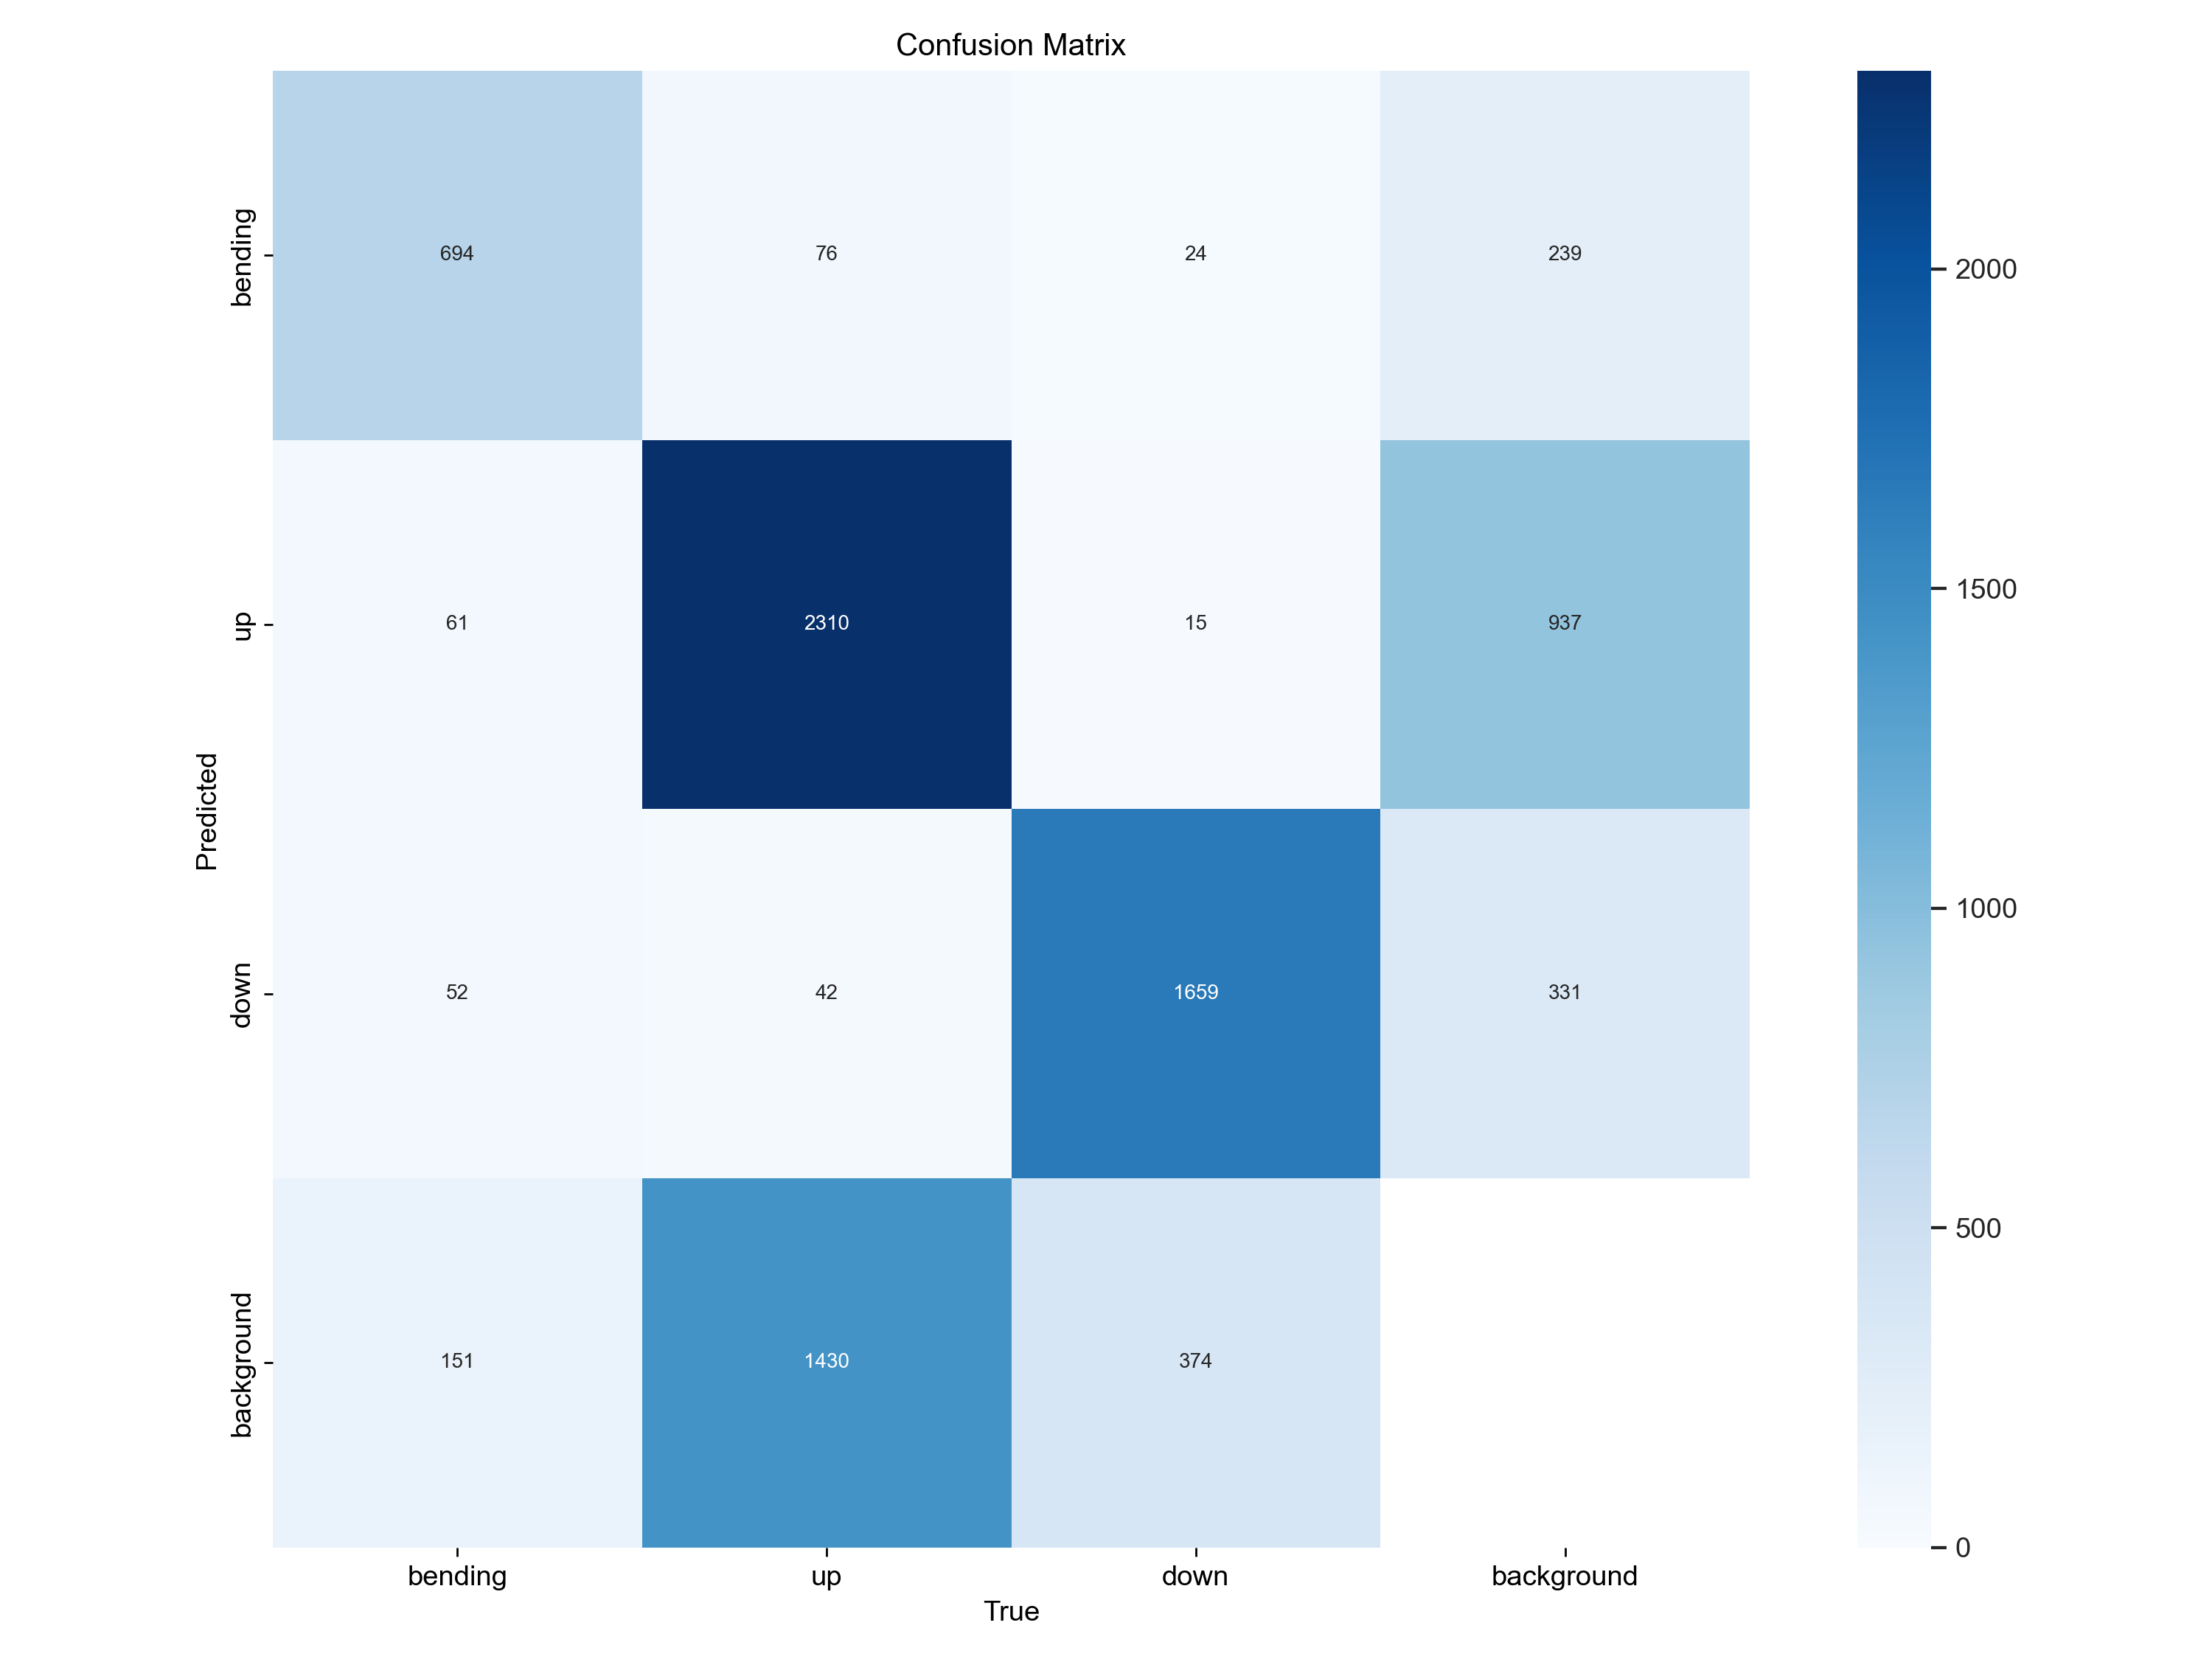 Confusion Matrix
bending
694
76
24
239
up
61
2310
15
937
down
52
42
1659
331
background
151
1430
374
Predicted
bending
up
down
background
True
2000
1500
1000
500
0